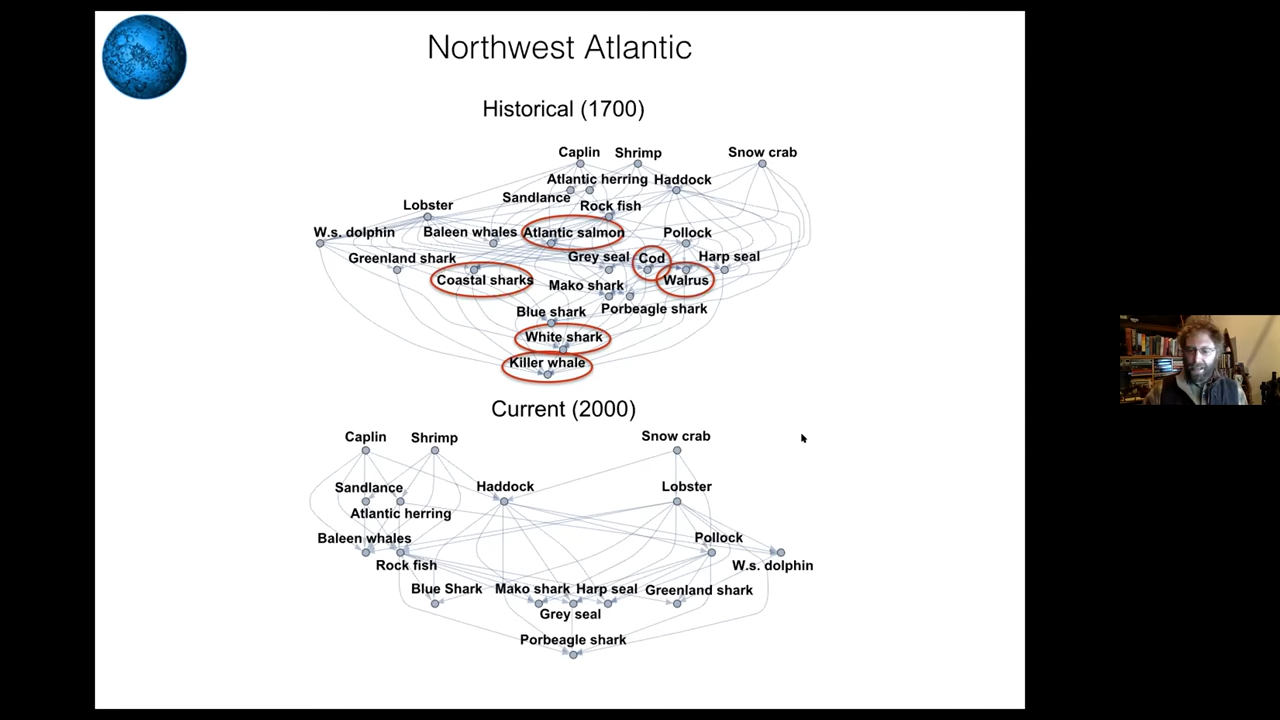 Northwest Atlantic
Historical (1700)
Caplin Shrimp Snow crab
Atlantic herring Haddock
Sandlance Rock fish
Lobster
W.s. dolphin Baleen whales Atlantic salmon Pollock
Greenland shark Grey seal Cod Harp seal
Coastal sharks Mako shark Walrus
Blue shark Porbeagle shark
White shark
Killer whale
Current (2000)
Caplin Shrimp Snow crab
Sandlance Haddock Lobster
Atlantic herring
Baleen whales Pollock
Rock fish W.s. dolphin
Blue Shark Mako shark Harp seal Greenland shark
Grey seal
Porbeagle shark